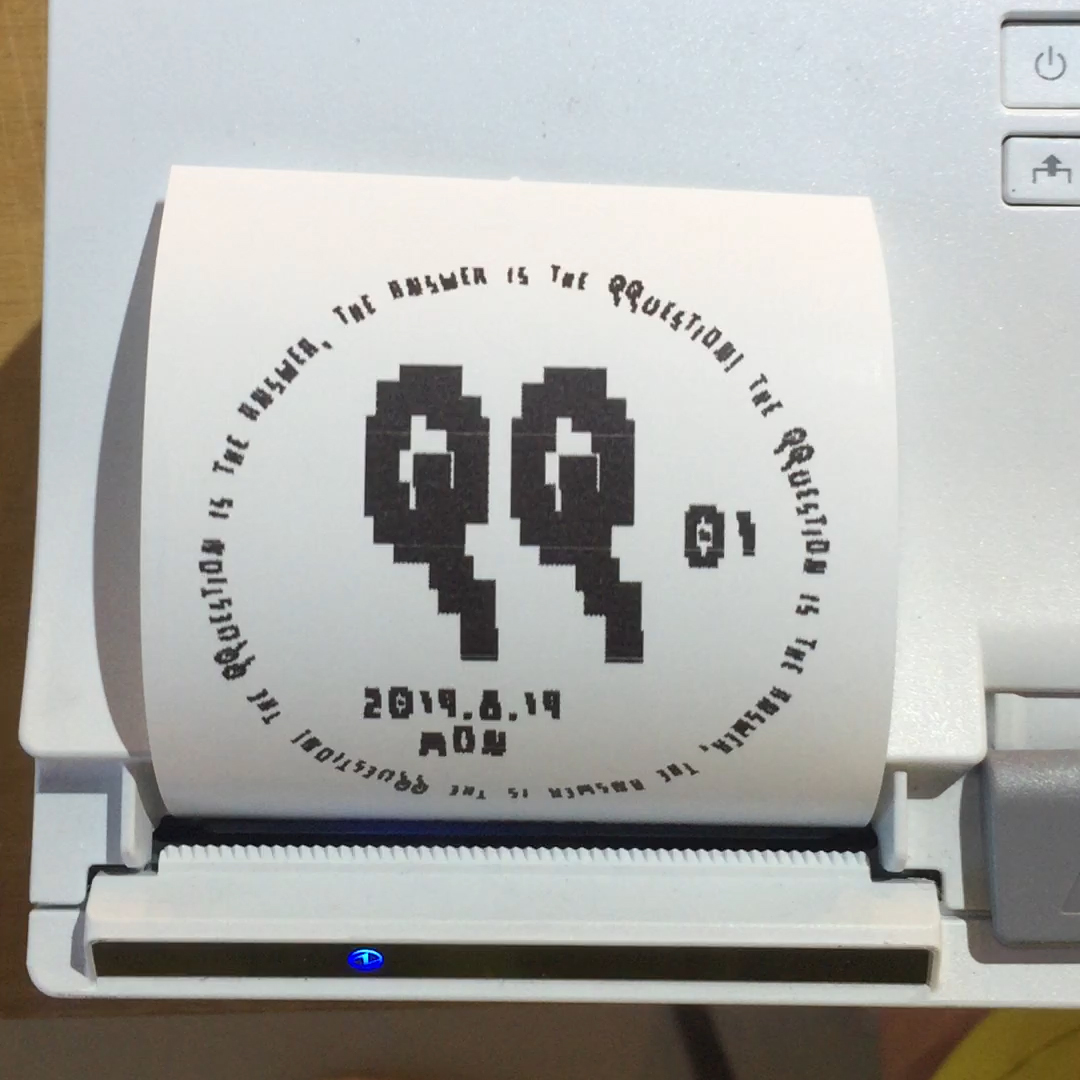 THE ANSWER IS THE QQUESTION! THE QQUESTION IS THE ANSWER, THE ANSWER IS THE QQUESTION! THE QQUESTION IS THE ANSWER,
QQ 01
2019.8.19
MON